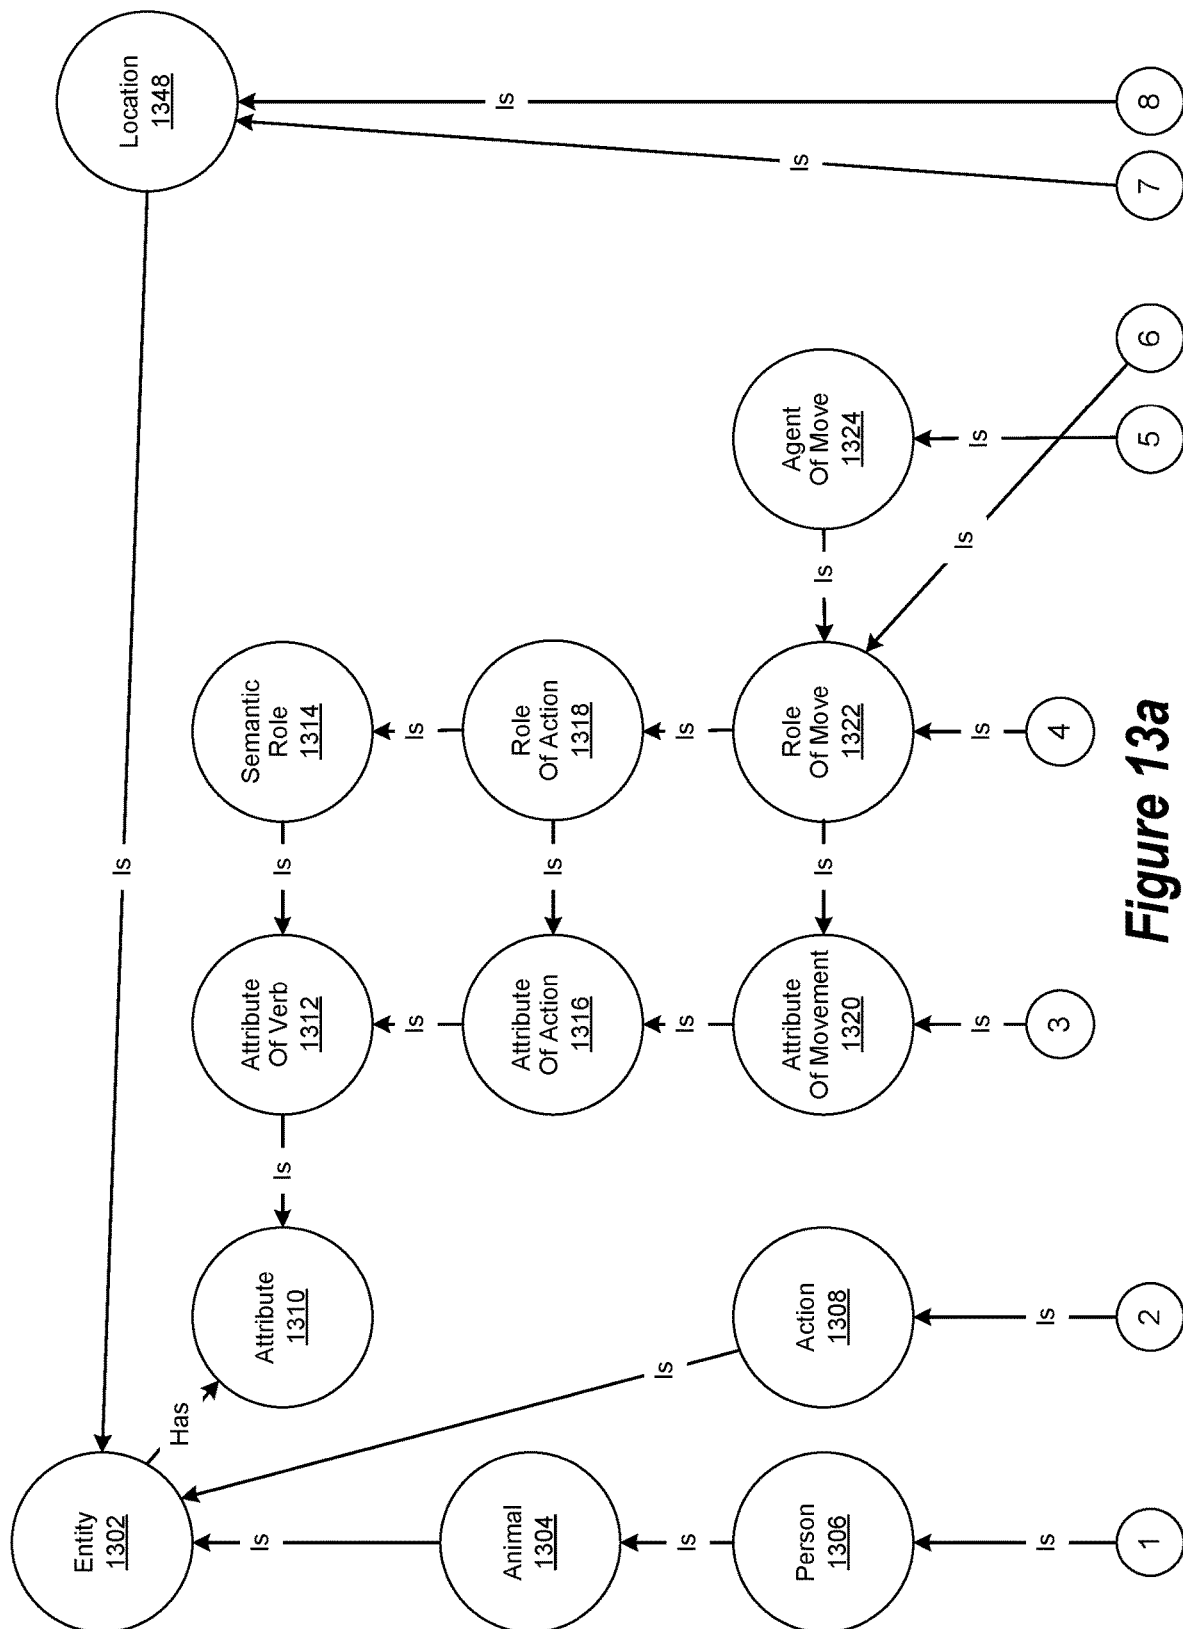 Entity
1302
Is
Location
1348
Has
Is
Attribute
1310
Is
Attribute
Of Verb
1312
Is
Semantic
Role
1314
Is
Is
Is
Animal
1304
Attribute
Of Action
1316
Is
Role
Of Action
1318
Is
Is
Is
Is
Is
Person
1306
Action
1308
Attribute
Of Movement
1320
Is
Role
Of Move
1322
Is
Agent
Of Move
1324
Is
Is
Is
Is
Is
Is
Is
Is
3
4
1
2
5
6
7
8
Figure 13a